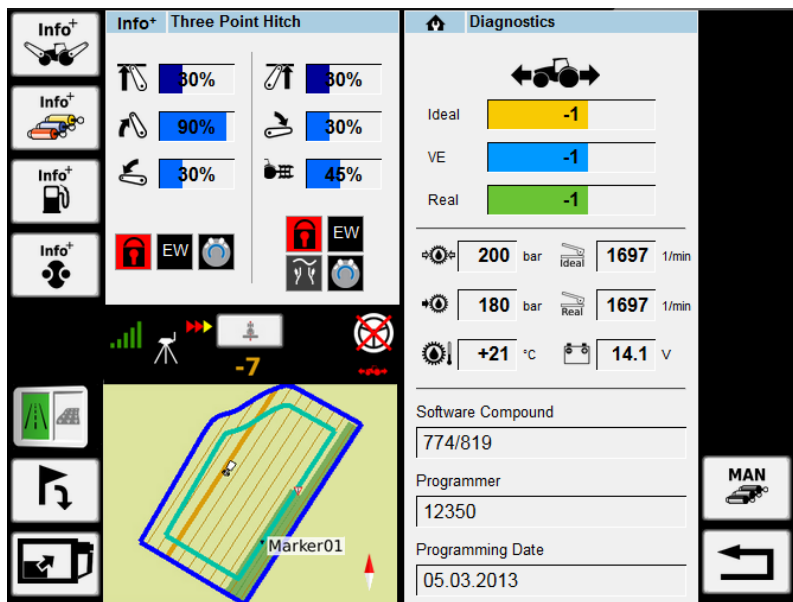 Info+
Info+
Info+
Info+
Info+ Three Point Hitch
30% 30%
90% 30%
30% 45%
EW
EW
-7
Marker01
Diagnostics
Ideal -1
VE -1
Real -1
200 bar Ideal 1697 1/min
180 bar Real 1697 1/min
+21 °C 14.1 V
Software Compound
774/819
Programmer
12350
Programming Date
05.03.2013
MAN